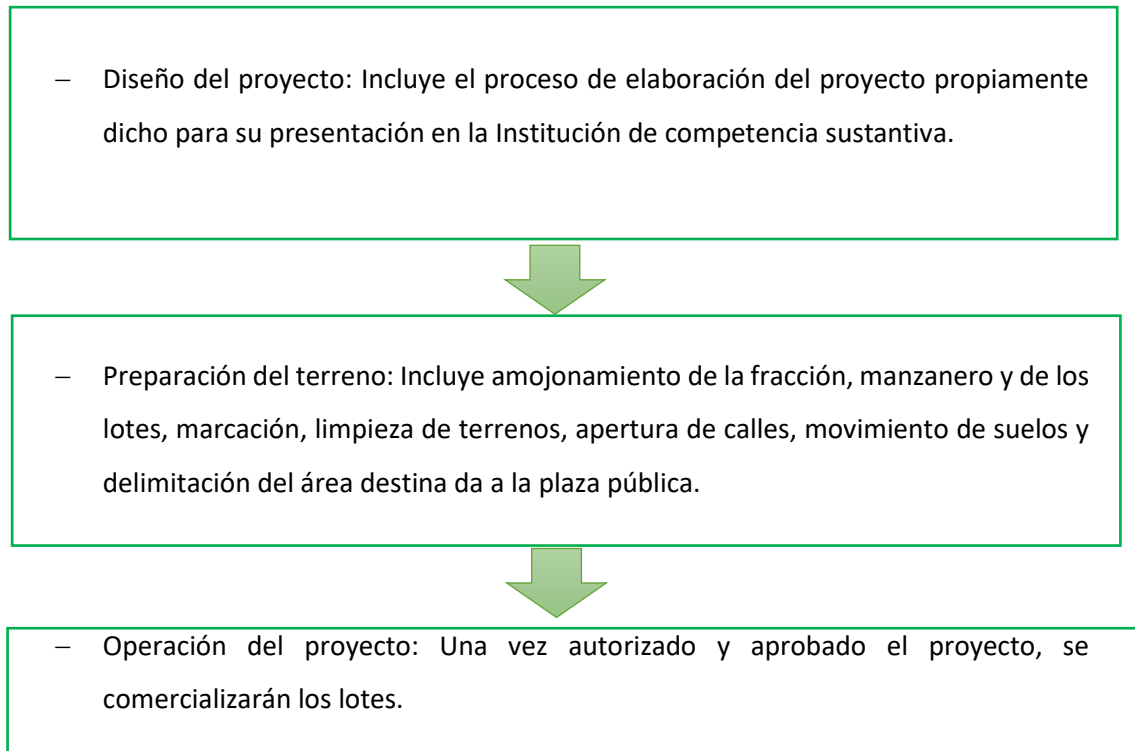 – Diseño del proyecto: Incluye el proceso de elaboración del proyecto propiamente
dicho para su presentación en la Institución de competencia sustantiva.
– Preparación del terreno: Incluye amojonamiento de la fracción, manzanero y de los
lotes, marcación, limpieza de terrenos, apertura de calles, movimiento de suelos y
delimitación del área destina da a la plaza pública.
– Operación del proyecto: Una vez autorizado y aprobado el proyecto, se
comercializarán los lotes.